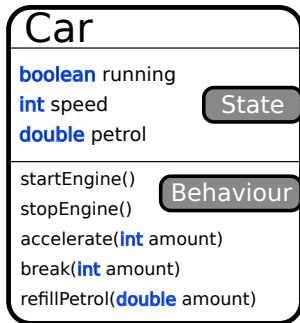 Car
boolean running
int speed
State
double petrol
startEngine()
Behaviour
stopEngine()
accelerate(int amount)
break(int amount)
refillPetrol(double amount)